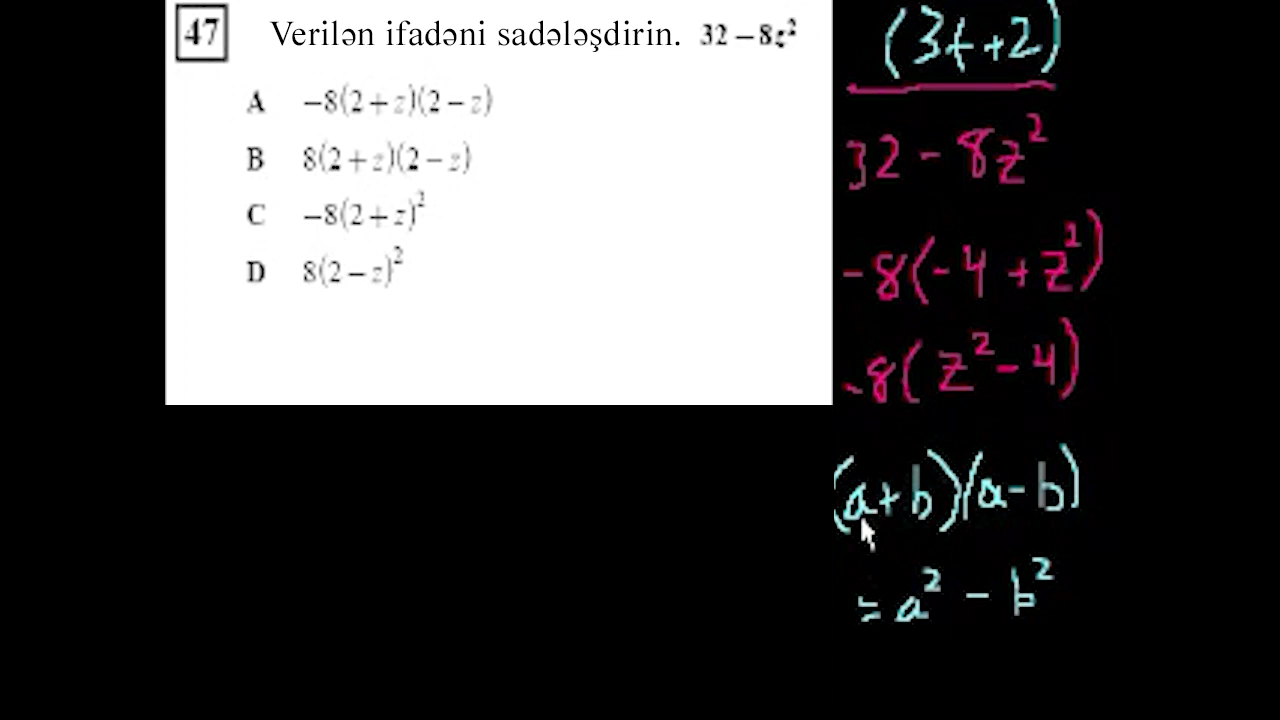 47 Verilən ifadəni sadələşdirin. 32 – 8z²
A –8(2 + z)(2 – z)
B 8(2 + z)(2 – z)
C –8(2 + z)²
D 8(2 – z)²
(3t+2)
32 - 8z²
-8(-4 + z²)
-8(z² - 4)
(a+b)(a-b)
= a² - b²